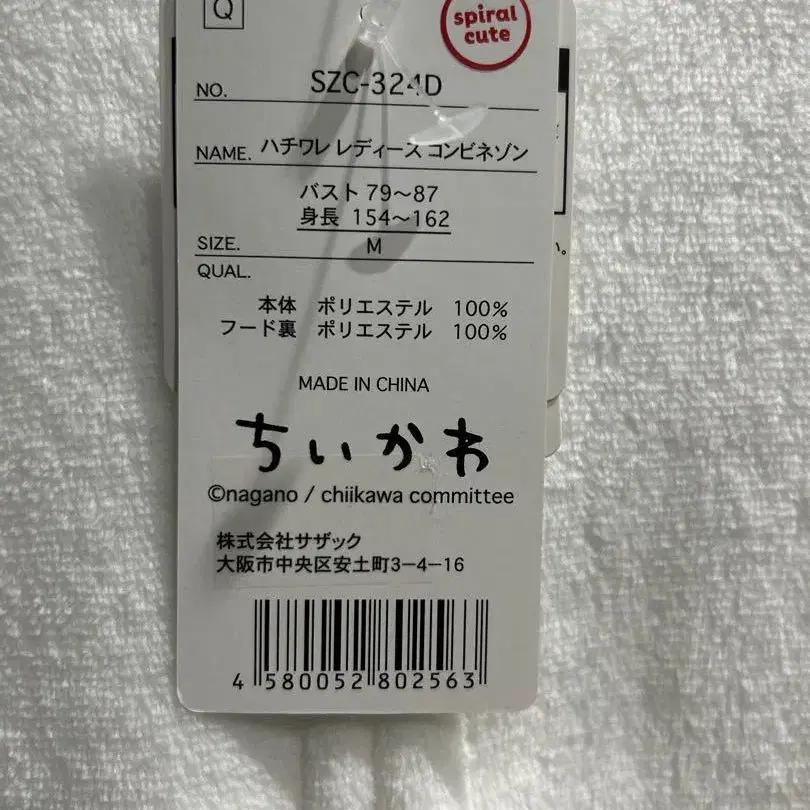 Q
spiral
cute
NO. SZC-324D
NAME. ハチワレ レディース コンビネゾン
バスト 79～87
身長 154～162
SIZE. M
QUAL.
本体 ポリエステル 100%
フード裏 ポリエステル 100%
MADE IN CHINA
ちいかわ
©nagano / chiikawa committee
株式会社サザック
大阪市中央区安土町3-4-16
4 580052 802563